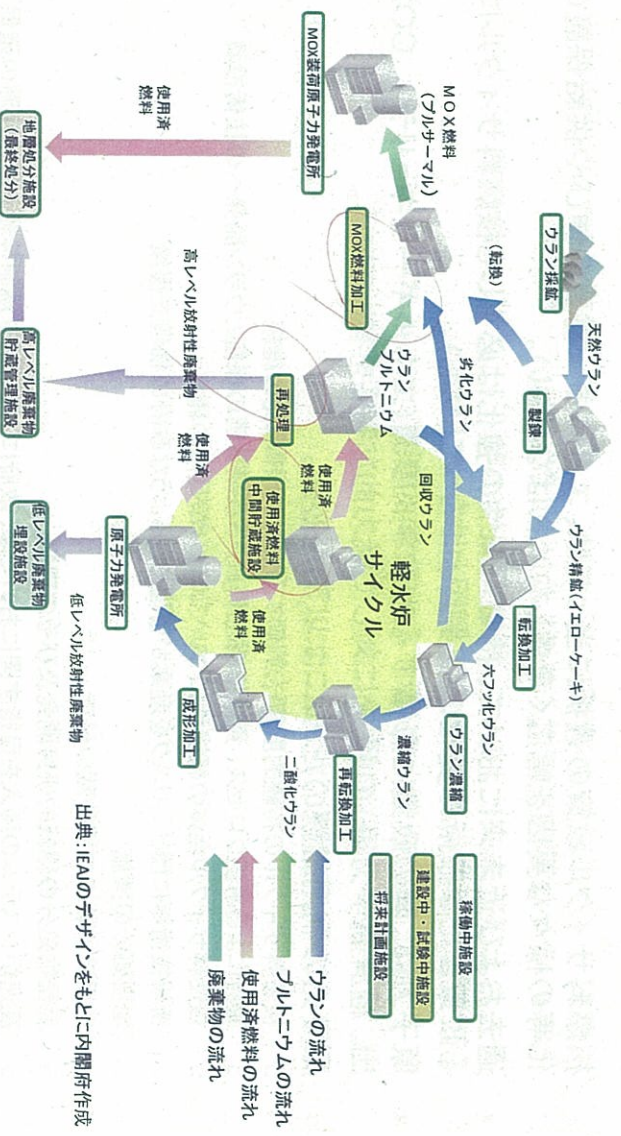 ウラン採鉱
天然ウラン
製錬
ウラン精鉱(イエローケーキ)
(転換)
転換加工
六フッ化ウラン
ウラン濃縮
濃縮ウラン
再転換加工
二酸化ウラン
成形加工
原子力発電所
低レベル放射性廃棄物
低レベル廃棄物
埋設施設
軽水炉
サイクル
劣化ウラン
回収ウラン
ウラン
プルトニウム
MOX燃料加工
MOX燃料
(プルサーマル)
MOX装荷原子力発電所
使用済
燃料
地層処分施設
(最終処分)
再処理
高レベル放射性廃棄物
高レベル廃棄物
貯蔵管理施設
使用済
燃料
使用済
燃料
使用済燃料
中間貯蔵施設
使用済
燃料
稼働中施設
建設中・試験中施設
将来計画施設
ウランの流れ
プルトニウムの流れ
使用済燃料の流れ
廃棄物の流れ
出典:IEAJのデザインをもとに内閣府作成